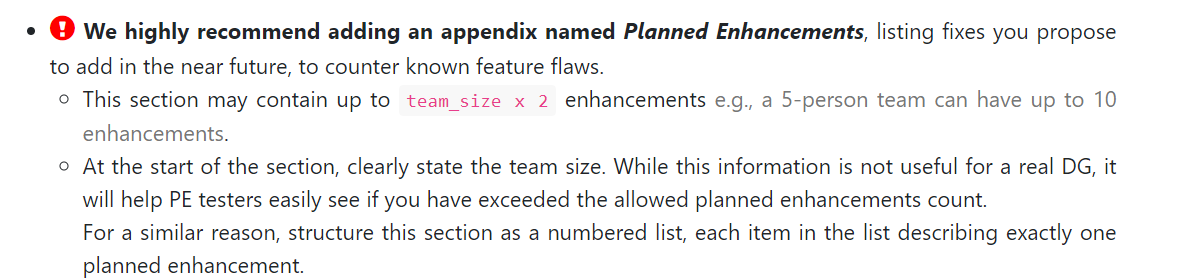 • ! We highly recommend adding an appendix named Planned Enhancements, listing fixes you propose
to add in the near future, to counter known feature flaws.
○ This section may contain up to team_size x 2 enhancements e.g., a 5-person team can have up to 10
enhancements.
○ At the start of the section, clearly state the team size. While this information is not useful for a real DG, it
will help PE testers easily see if you have exceeded the allowed planned enhancements count.
For a similar reason, structure this section as a numbered list, each item in the list describing exactly one
planned enhancement.